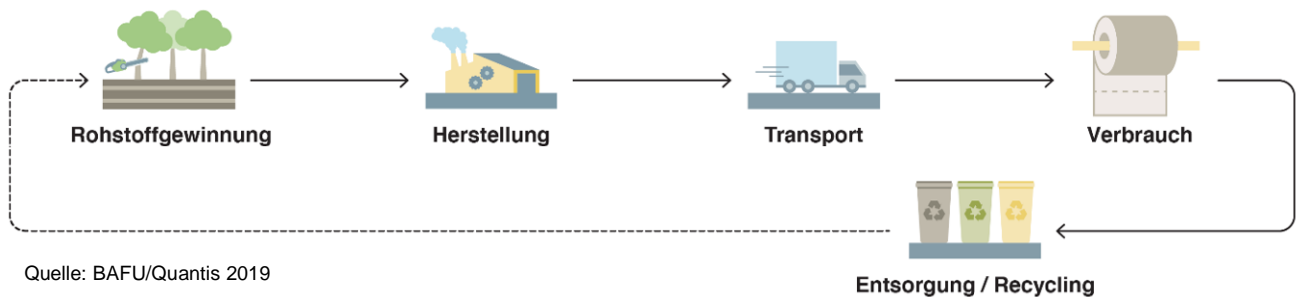 Rohstoffgewinnung
Herstellung
Transport
Verbrauch
Entsorgung / Recycling
Quelle: BAFU/Quantis 2019